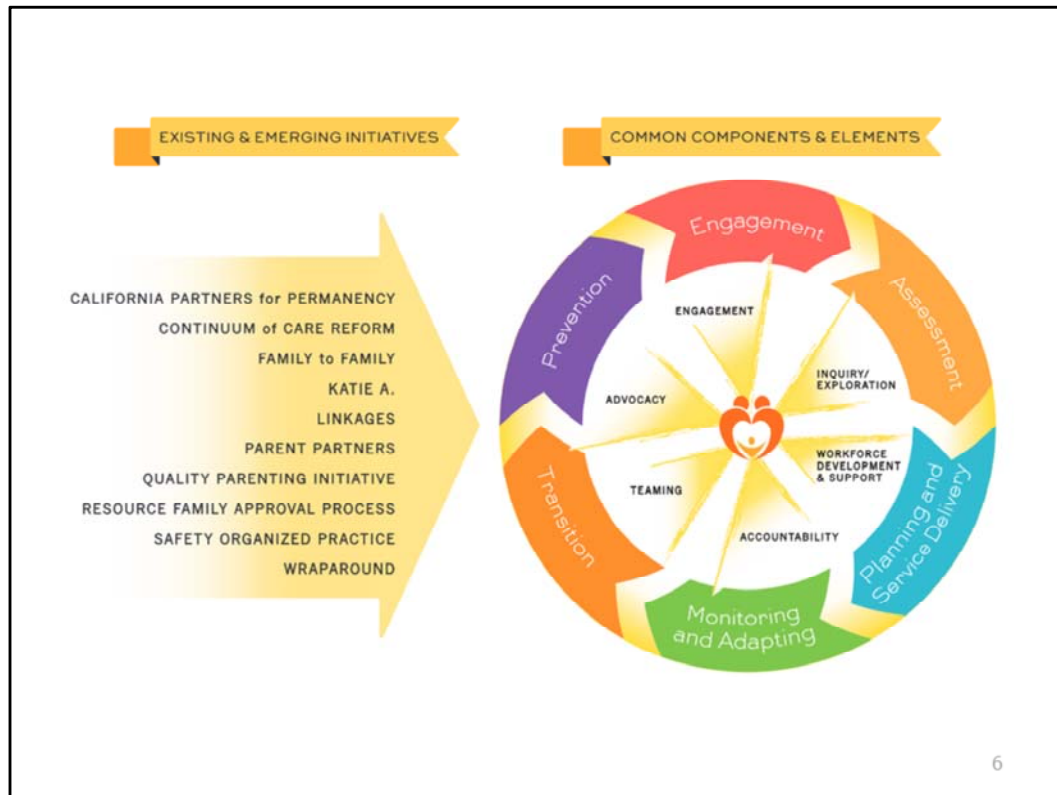 EXISTING & EMERGING INITIATIVES
CALIFORNIA PARTNERS for PERMANENCY
CONTINUUM of CARE REFORM
FAMILY to FAMILY
KATIE A.
LINKAGES
PARENT PARTNERS
QUALITY PARENTING INITIATIVE
RESOURCE FAMILY APPROVAL PROCESS
SAFETY ORGANIZED PRACTICE
WRAPAROUND
COMMON COMPONENTS & ELEMENTS
Engagement
Assessment
Planning and
Service Delivery
Monitoring
and Adapting
Transition
Prevention
ENGAGEMENT
INQUIRY/
EXPLORATION
WORKFORCE
DEVELOPMENT
& SUPPORT
ACCOUNTABILITY
TEAMING
ADVOCACY
6